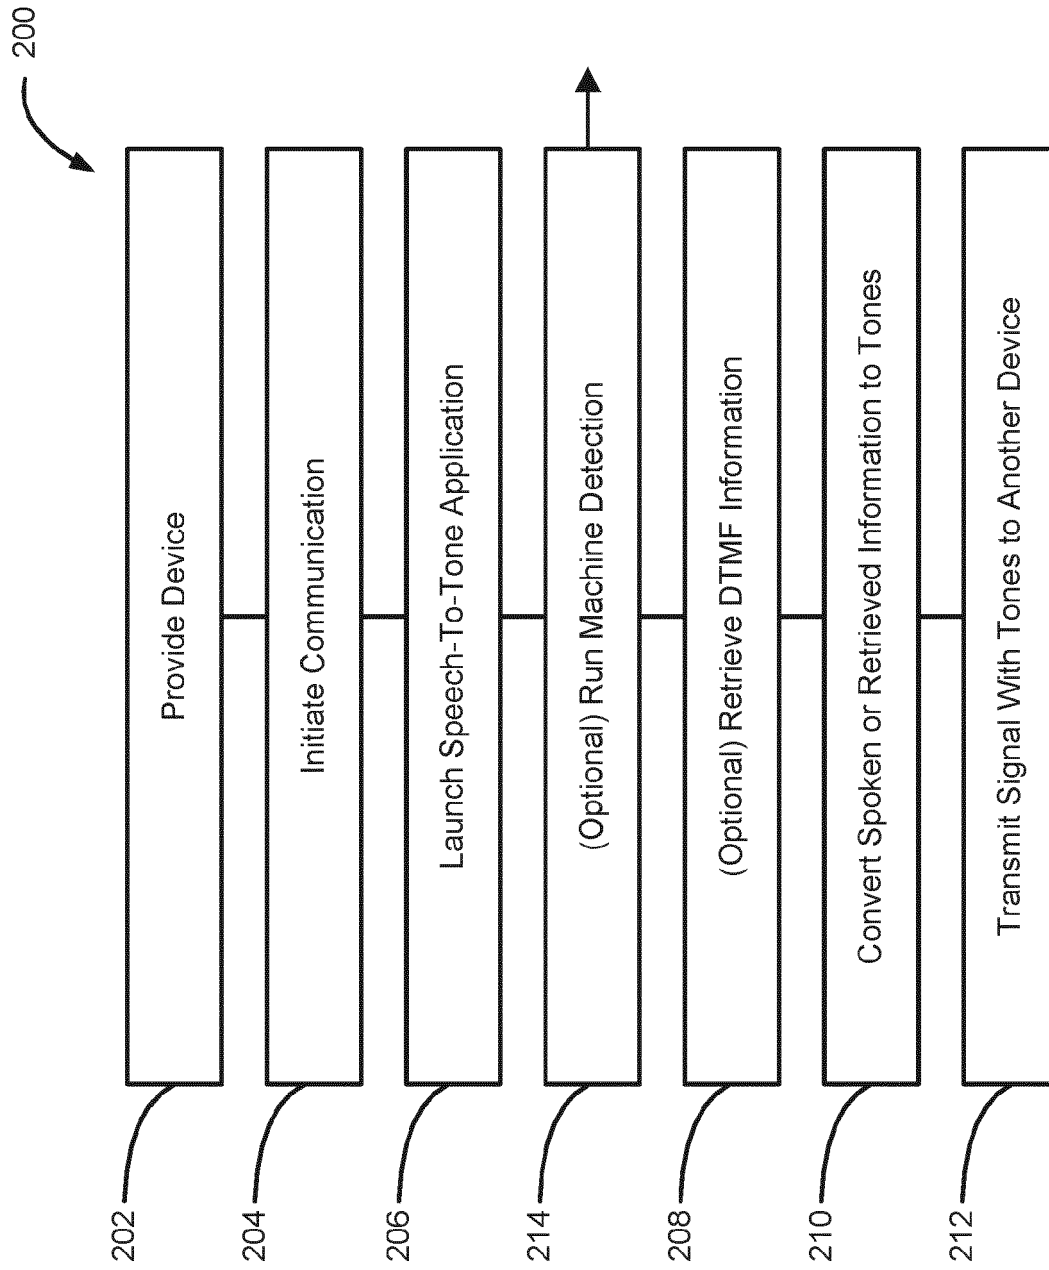 200
202
Provide Device
204
Initiate Communication
206
Launch Speech-To-Tone Application
214
(Optional) Run Machine Detection
208
(Optional) Retrieve DTMF Information
210
Convert Spoken or Retrieved Information to Tones
212
Transmit Signal With Tones to Another Device